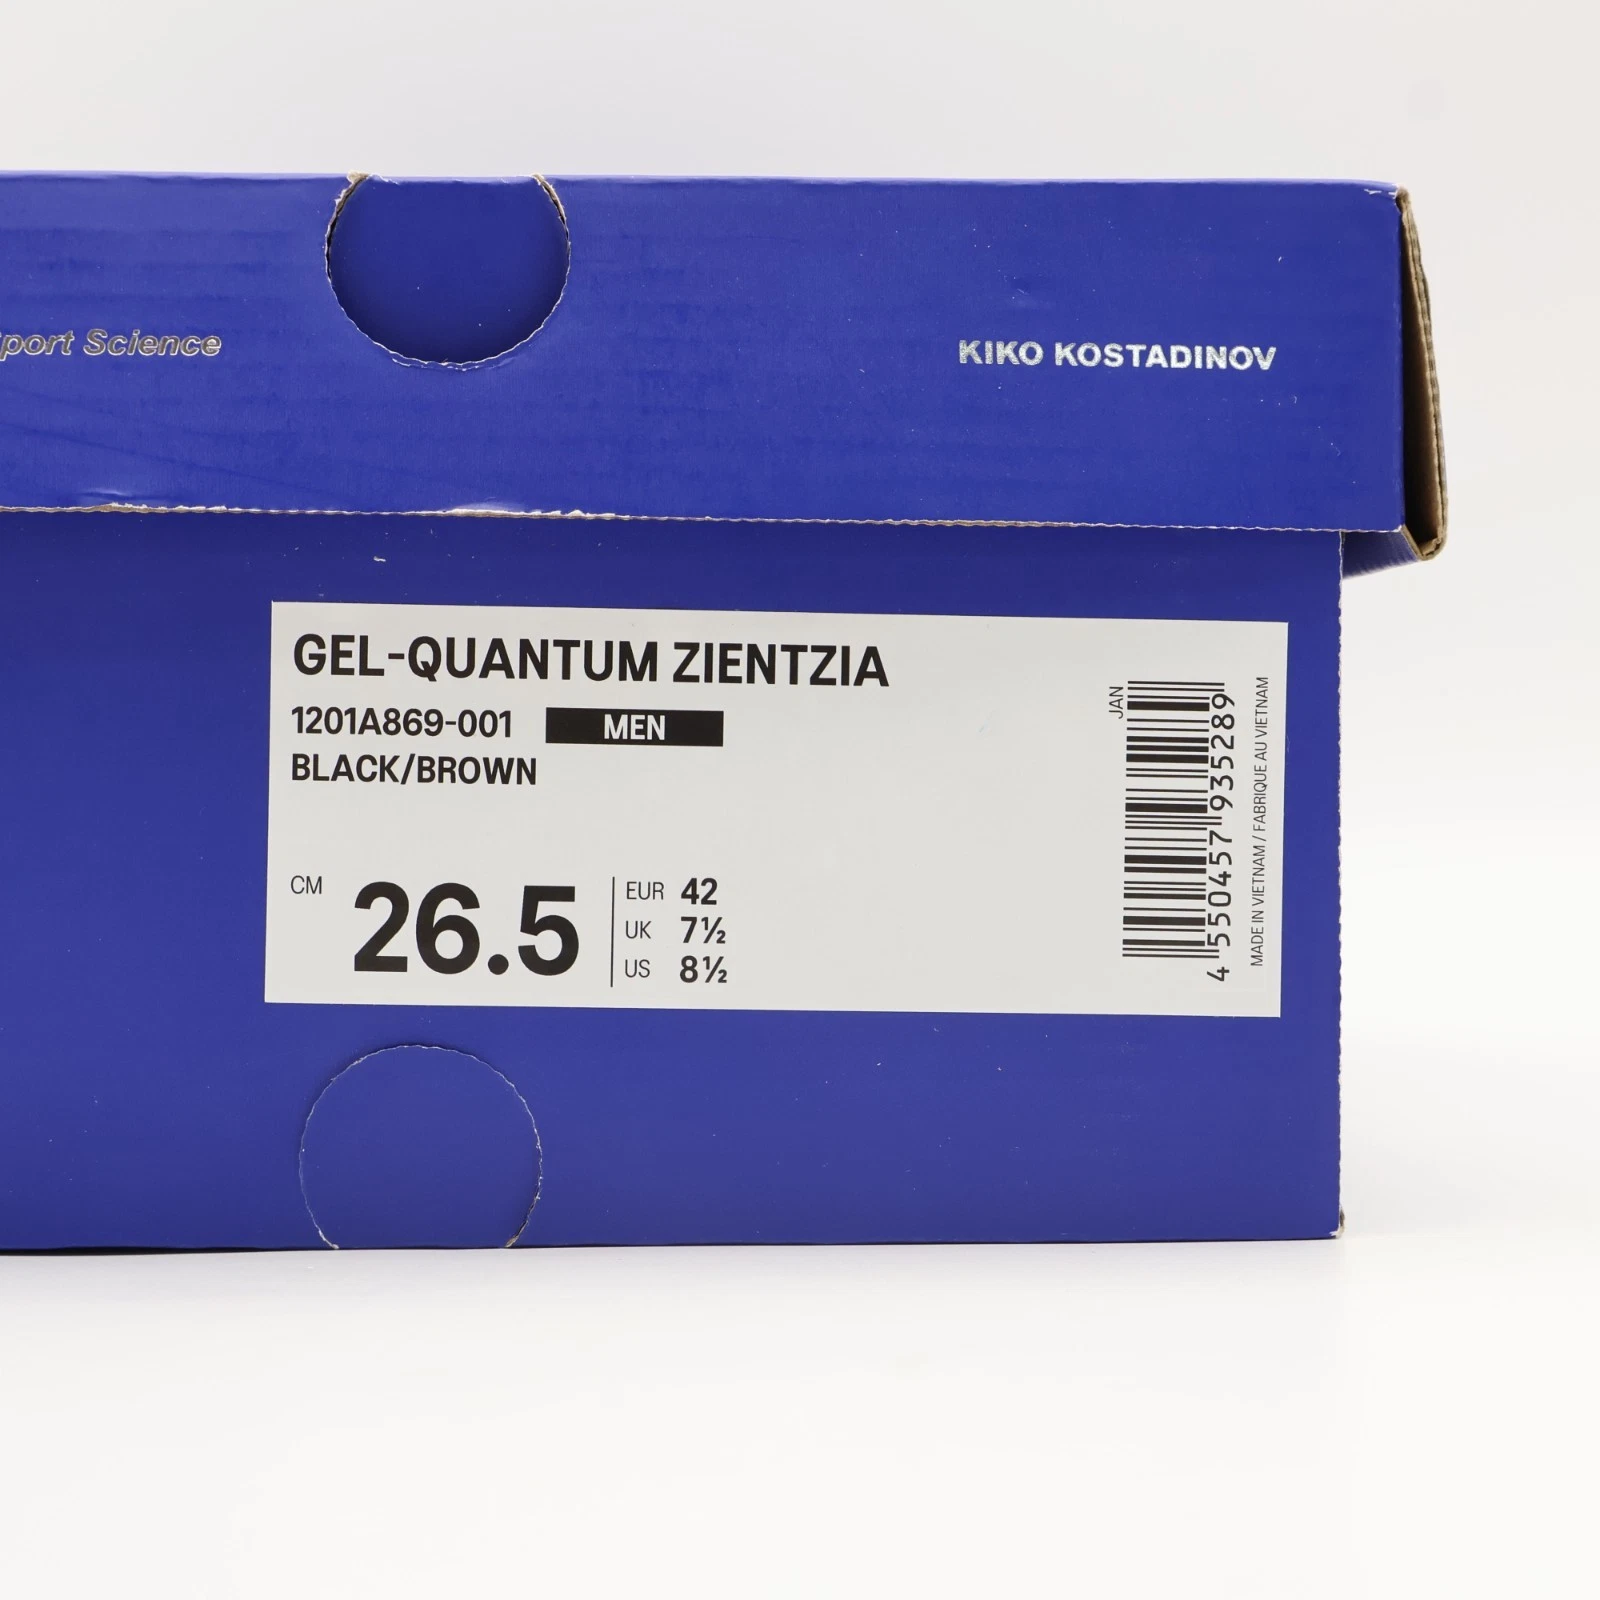 Sport Science
KIKO KOSTADINOV
GEL-QUANTUM ZIENTZIA
1201A869-001 MEN
BLACK/BROWN
CM 26.5
EUR 42
UK 7½
US 8½
JAN
4 550457 935289
MADE IN VIETNAM / FABRIQUE AU VIETNAM